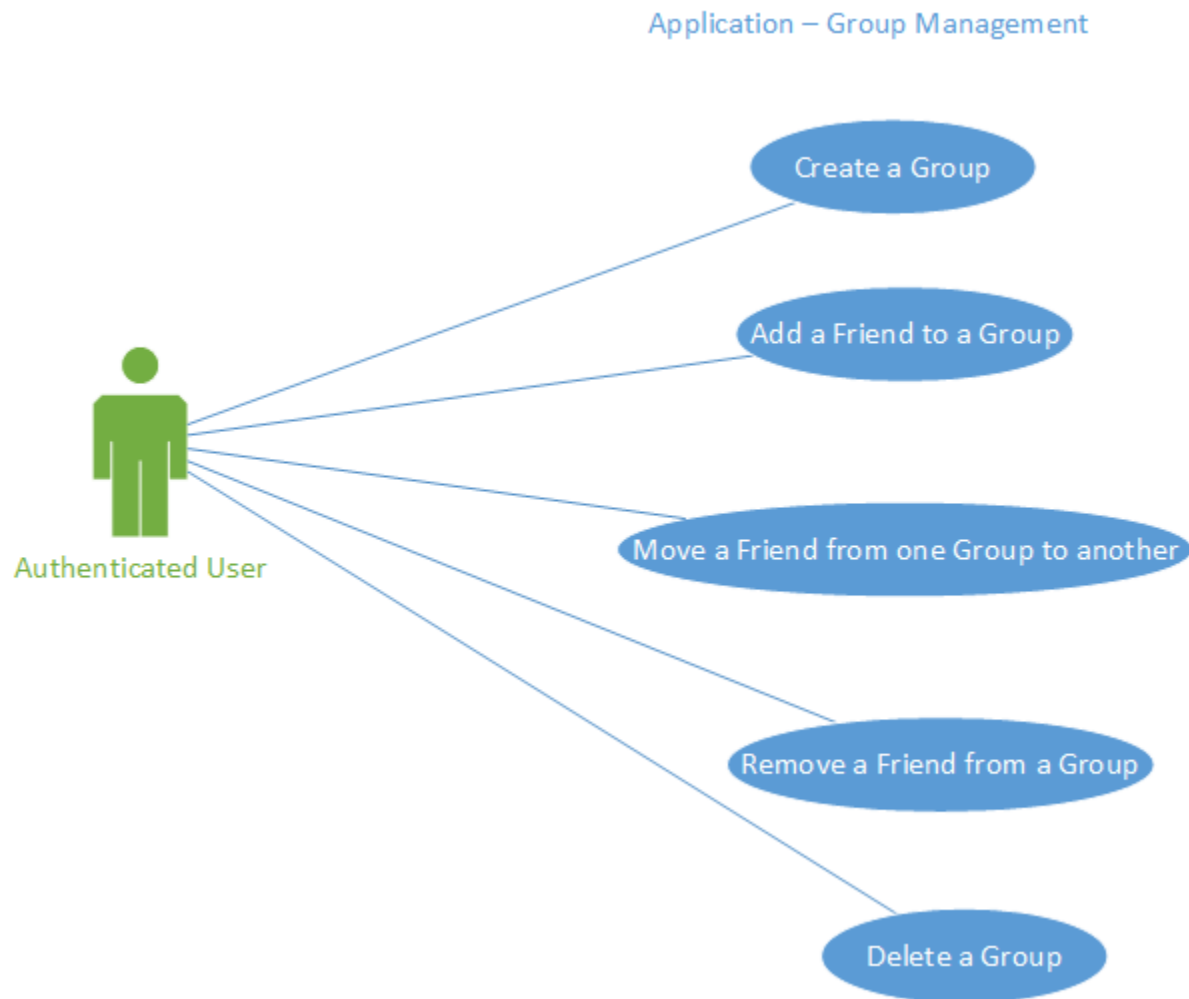 Application – Group Management
Create a Group
Add a Friend to a Group
Move a Friend from one Group to another
Authenticated User
Remove a Friend from a Group
Delete a Group